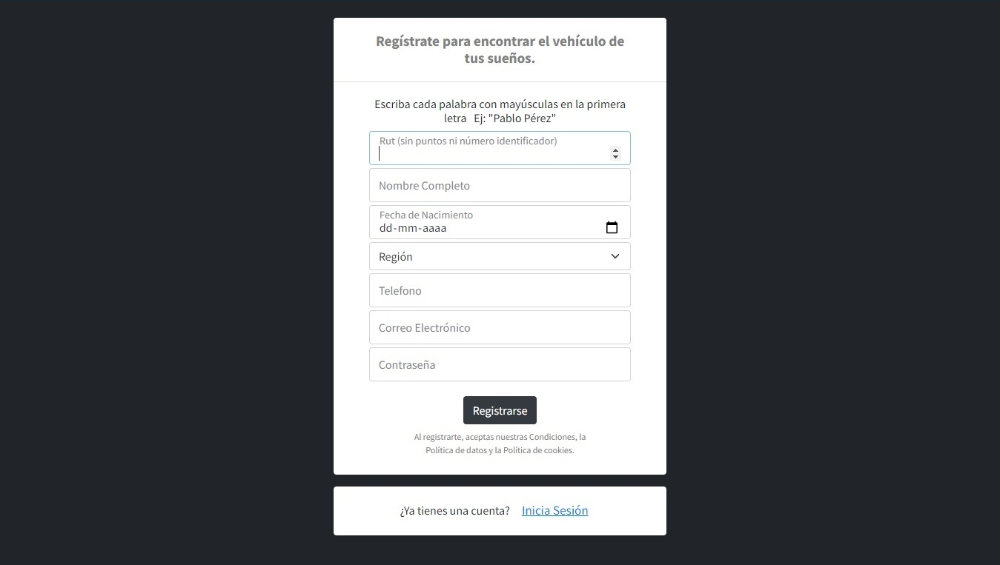 Regístrate para encontrar el vehículo de
tus sueños.
Escriba cada palabra con mayúsculas en la primera
letra Ej: "Pablo Pérez"
Rut (sin puntos ni número identificador)
Nombre Completo
Fecha de Nacimiento
dd-mm-aaaa
Región
Telefono
Correo Electrónico
Contraseña
Registrarse
Al registrarte, aceptas nuestras Condiciones, la
Política de datos y la Política de cookies.
¿Ya tienes una cuenta? Inicia Sesión